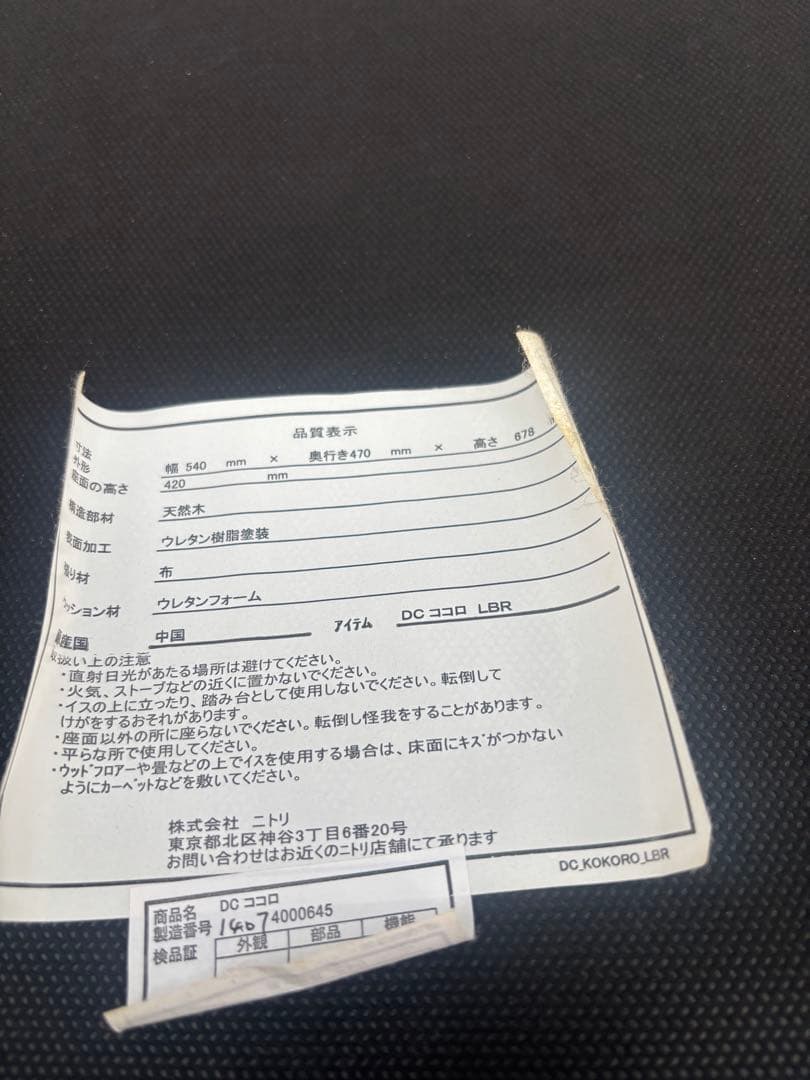 品質表示
寸法
外形 幅 540 mm × 奥行き470 mm × 高さ 678
座面の高さ 420 mm
構造部材 天然木
表面加工 ウレタン樹脂塗装
張り材 布
クッション材 ウレタンフォーム
原産国 中国 アイテム DC ココロ LBR
取扱い上の注意
・直射日光があたる場所は避けてください。
・火気、ストーブなどの近くに置かないでください。
・イスの上に立ったり、踏み台として使用しないでください。転倒して
けがをするおそれがあります。
・座面以外の所に座らないでください。転倒し怪我をすることがあります。
・平らな所で使用してください。
・ウッドフロアーや畳などの上でイスを使用する場合は、床面にキズがつかない
ようにカーペットなどを敷いてください。
株式会社 ニトリ
東京都北区神谷3丁目6番20号
お問い合わせはお近くのニトリ店舗にて承ります
DC_KOKORO_LBR
商品名 DC ココロ
製造番号 14074000645
検品証 外観 部品 機能